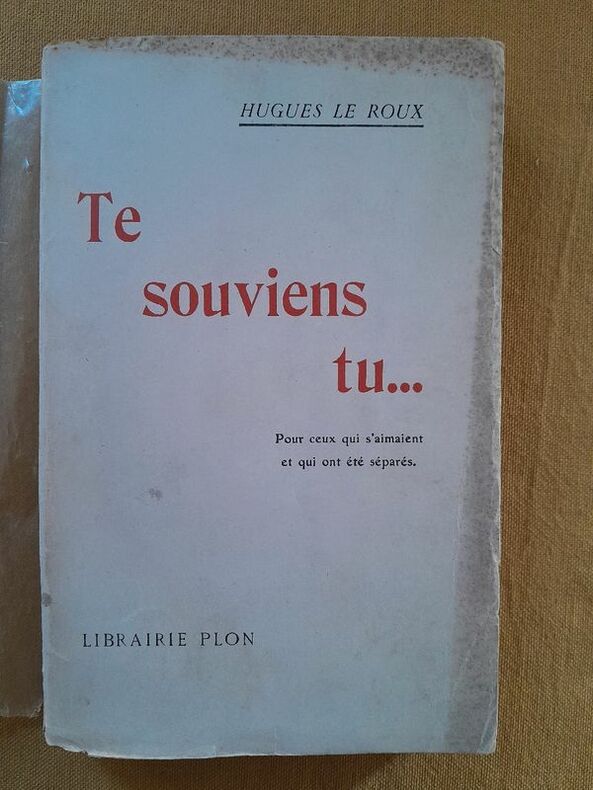 HUGUES LE ROUX
Te
souviens
tu...
Pour ceux qui s'aimaient
et qui ont été séparés.
LIBRAIRIE PLON